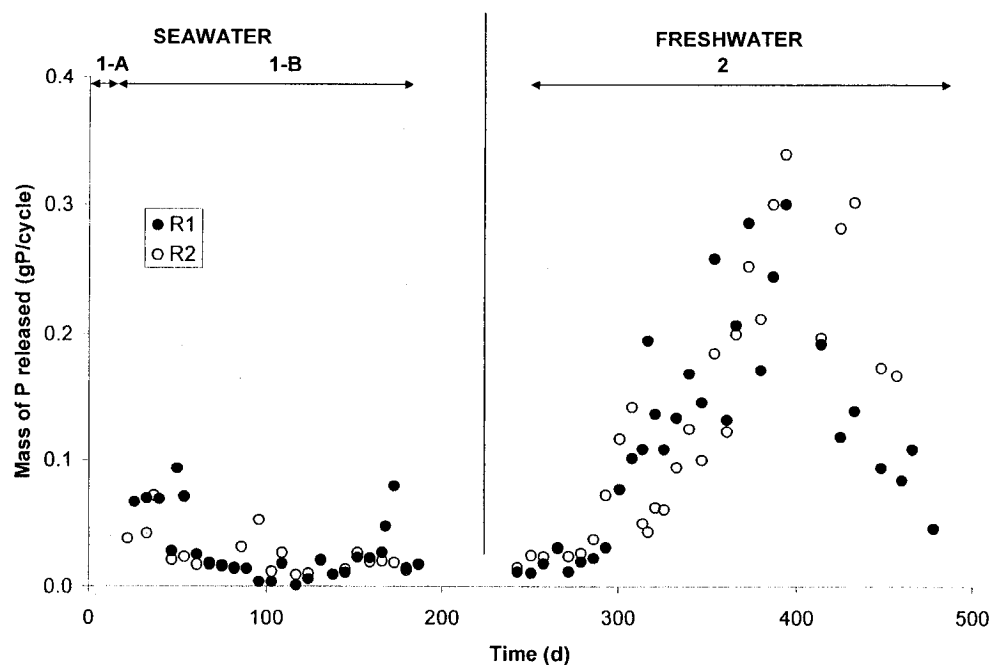 SEAWATER
FRESHWATER
1-A
1-B
2
0.4
0.3
0.2
0.1
0.0
Mass of P released (gP/cycle)
R1
R2
0
100
200
300
400
500
Time (d)